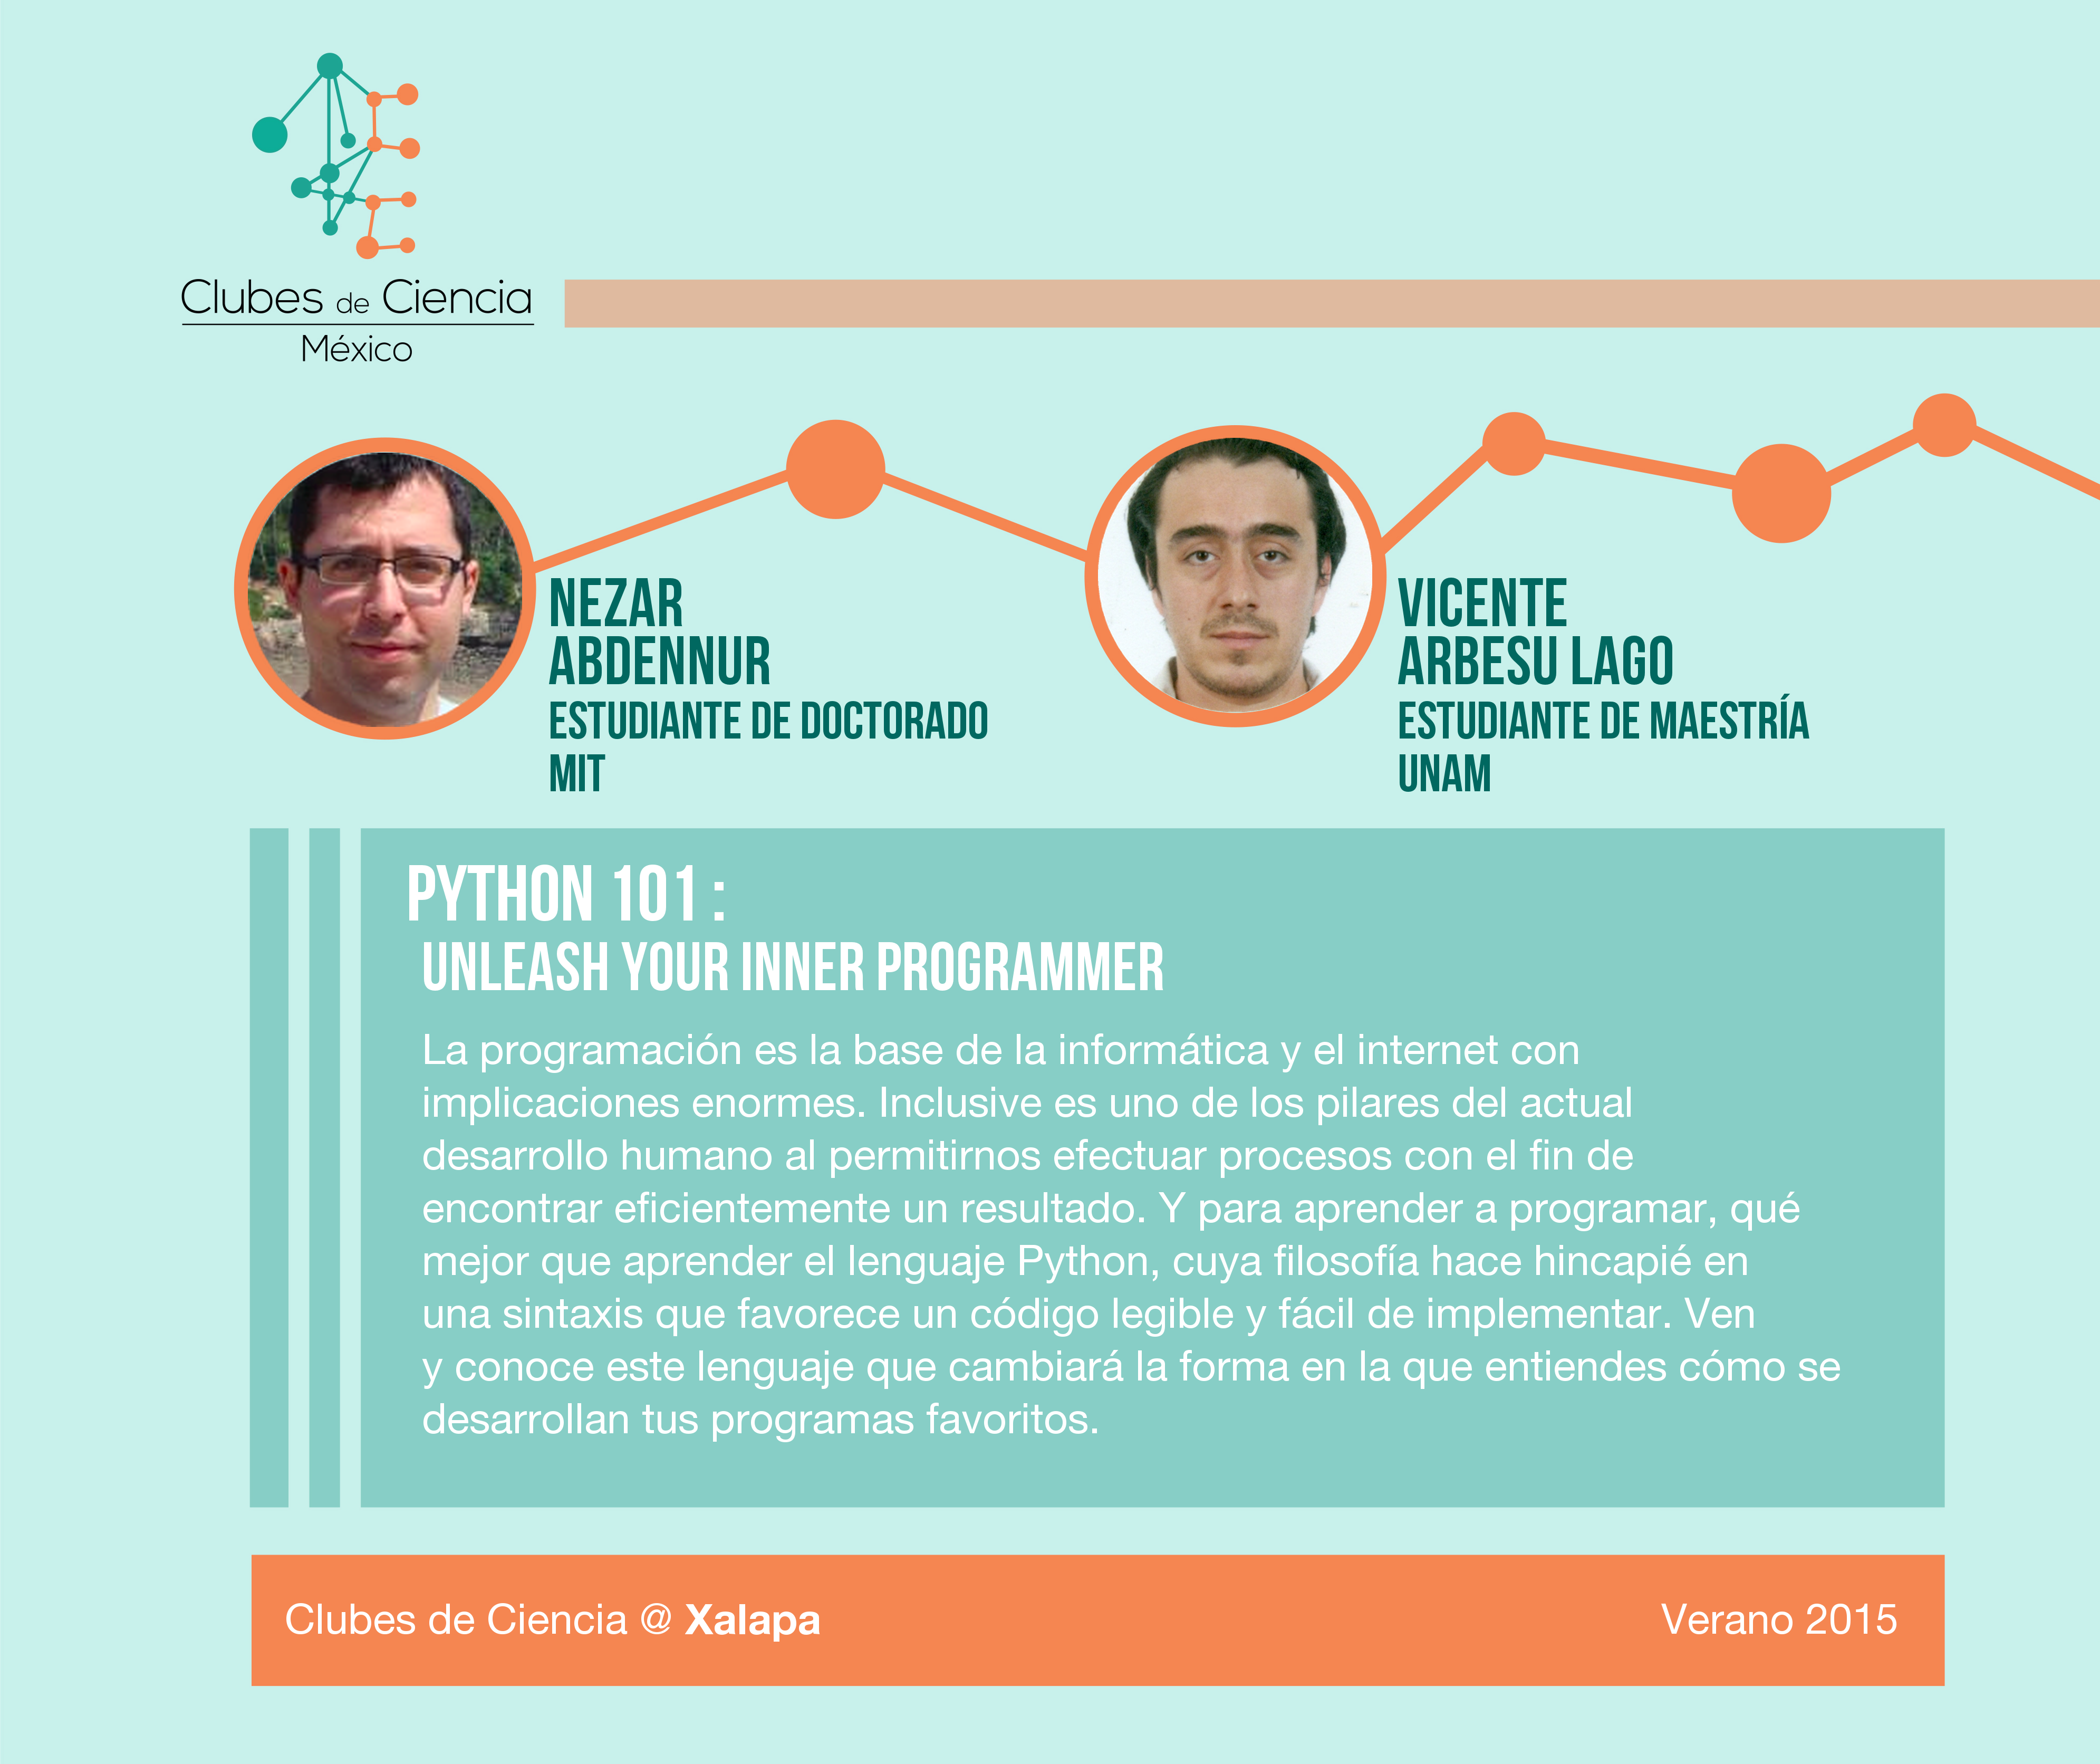 Clubes de Ciencia
México
NEZAR
ABDENNUR
ESTUDIANTE DE DOCTORADO
MIT
VICENTE
ARBESU LAGO
ESTUDIANTE DE MAESTRÍA
UNAM
PYTHON 101 :
UNLEASH YOUR INNER PROGRAMMER
La programación es la base de la informática y el internet con
implicaciones enormes. Inclusive es uno de los pilares del actual
desarrollo humano al permitirnos efectuar procesos con el fin de
encontrar eficientemente un resultado. Y para aprender a programar, qué
mejor que aprender el lenguaje Python, cuya filosofía hace hincapié en
una sintaxis que favorece un código legible y fácil de implementar. Ven
y conoce este lenguaje que cambiará la forma en la que entiendes cómo se
desarrollan tus programas favoritos.
Clubes de Ciencia @ Xalapa
Verano 2015